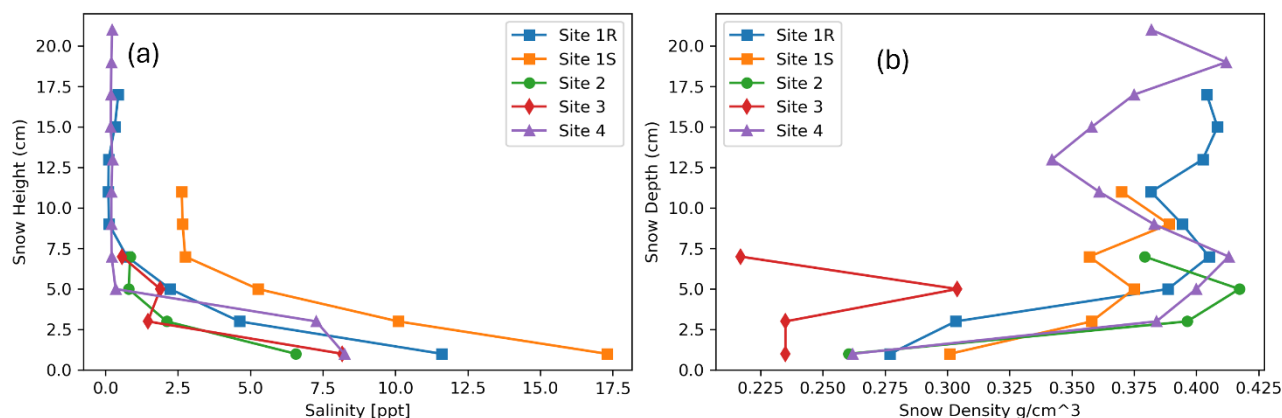 (a)
Site 1R
Site 1S
Site 2
Site 3
Site 4
Snow Height (cm)
20.0
17.5
15.0
12.5
10.0
7.5
5.0
2.5
0.0
0.0 2.5 5.0 7.5 10.0 12.5 15.0 17.5
Salinity [ppt]
(b)
Site 1R
Site 1S
Site 2
Site 3
Site 4
Snow Depth (cm)
20.0
17.5
15.0
12.5
10.0
7.5
5.0
2.5
0.0
0.225 0.250 0.275 0.300 0.325 0.350 0.375 0.400 0.425
Snow Density g/cm^3